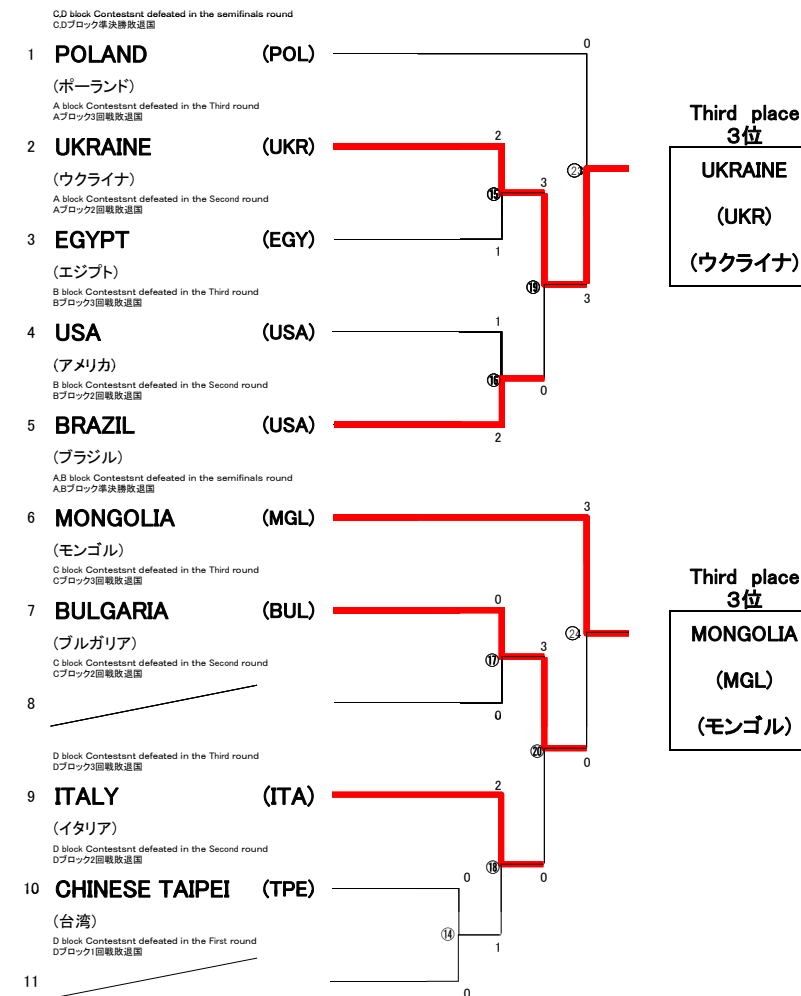 C,D block Contestsnt defeated in the semifinals round
C,Dブロック準決勝敗退国
1 POLAND (POL)
0
(ポーランド)
A block Contestsnt defeated in the Third round
Aブロック3回戦敗退国
Third place
3位
2 UKRAINE (UKR)
2
(ウクライナ)
A block Contestsnt defeated in the Second round
Aブロック2回戦敗退国
⑮
3
㉓
UKRAINE
(UKR)
(ウクライナ)
3 EGYPT (EGY)
1
(エジプト)
B block Contestsnt defeated in the Third round
Bブロック3回戦敗退国
⑲
3
4 USA (USA)
1
(アメリカ)
B block Contestsnt defeated in the Second round
Bブロック2回戦敗退国
⑯
0
5 BRAZIL (USA)
2
(ブラジル)
A,B block Contestsnt defeated in the semifinals round
A,Bブロック準決勝敗退国
6 MONGOLIA (MGL)
3
(モンゴル)
C block Contestsnt defeated in the Third round
Cブロック3回戦敗退国
Third place
3位
7 BULGARIA (BUL)
0
(ブルガリア)
C block Contestsnt defeated in the Second round
Cブロック2回戦敗退国
⑰
3
㉔
MONGOLIA
(MGL)
(モンゴル)
8
0
D block Contestsnt defeated in the Third round
Dブロック3回戦敗退国
⑳
0
9 ITALY (ITA)
2
(イタリア)
D block Contestsnt defeated in the Second round
Dブロック2回戦敗退国
⑱
0
10 CHINESE TAIPEI (TPE)
0
(台湾)
D block Contestsnt defeated in the First round
Dブロック1回戦敗退国
⑭
1
11
0